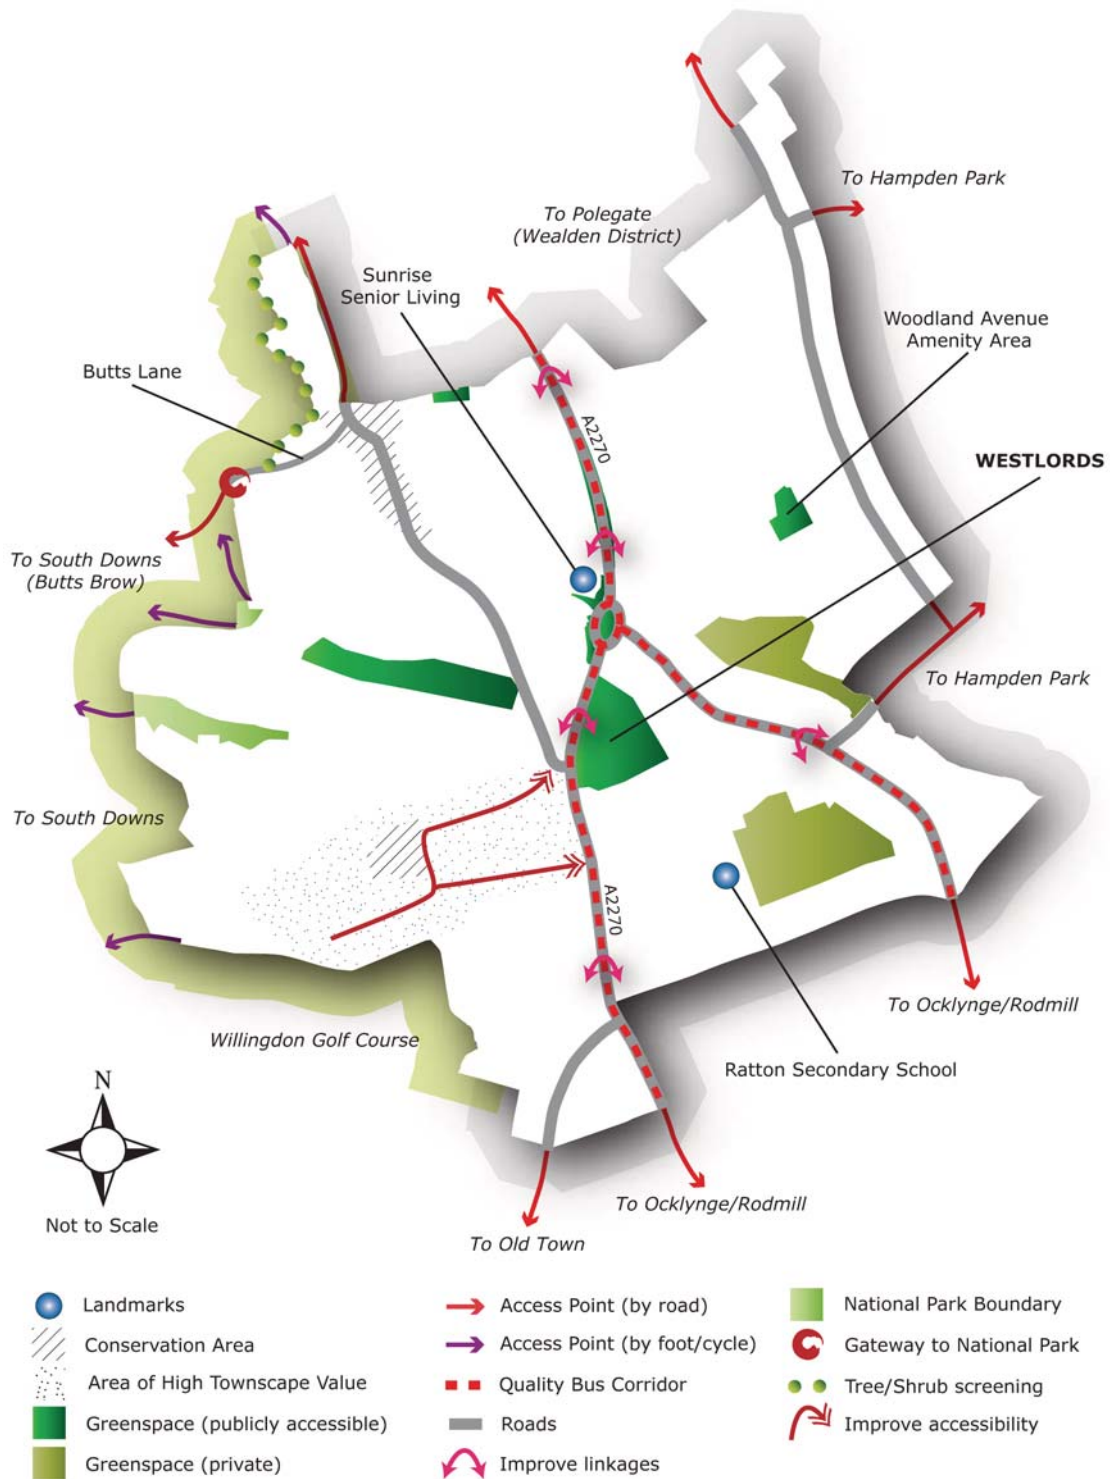 To Hampden Park
To Polegate
(Wealden District)
Sunrise
Senior Living
Woodland Avenue
Amenity Area
Butts Lane
A2270
WESTLORDS
To South Downs
(Butts Brow)
To Hampden Park
To South Downs
A2270
To Ocklynge/Rodmill
Willingdon Golf Course
Ratton Secondary School
N
To Ocklynge/Rodmill
Not to Scale
To Old Town
Landmarks
Conservation Area
Area of High Townscape Value
Greenspace (publicly accessible)
Greenspace (private)
Access Point (by road)
Access Point (by foot/cycle)
Quality Bus Corridor
Roads
Improve linkages
National Park Boundary
Gateway to National Park
Tree/Shrub screening
Improve accessibility